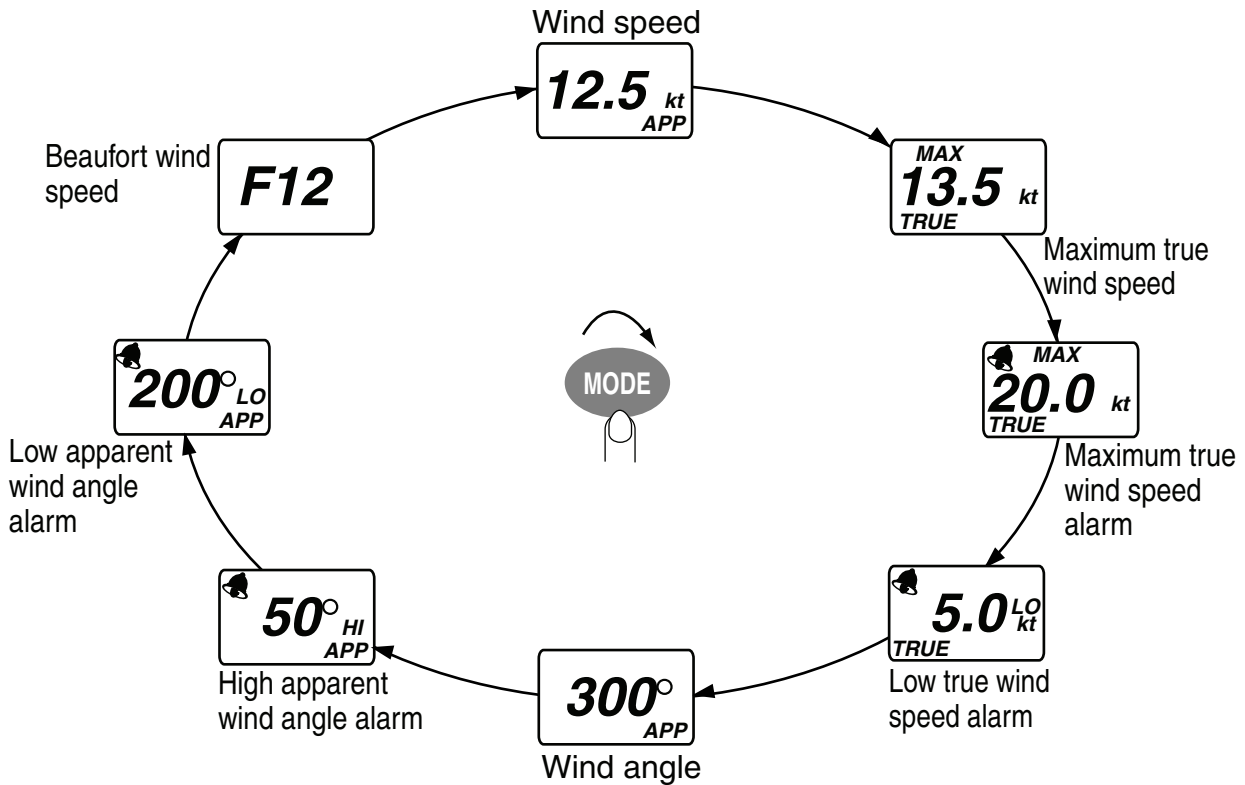 Wind speed
12.5 kt
APP
MAX
13.5 kt
TRUE
Maximum true
wind speed
MAX
20.0 kt
TRUE
Maximum true
wind speed
alarm
5.0 LO
kt
TRUE
Low true wind
speed alarm
300°
APP
Wind angle
50° HI
APP
High apparent
wind angle alarm
200° LO
APP
Low apparent
wind angle
alarm
F12
Beaufort wind
speed
MODE